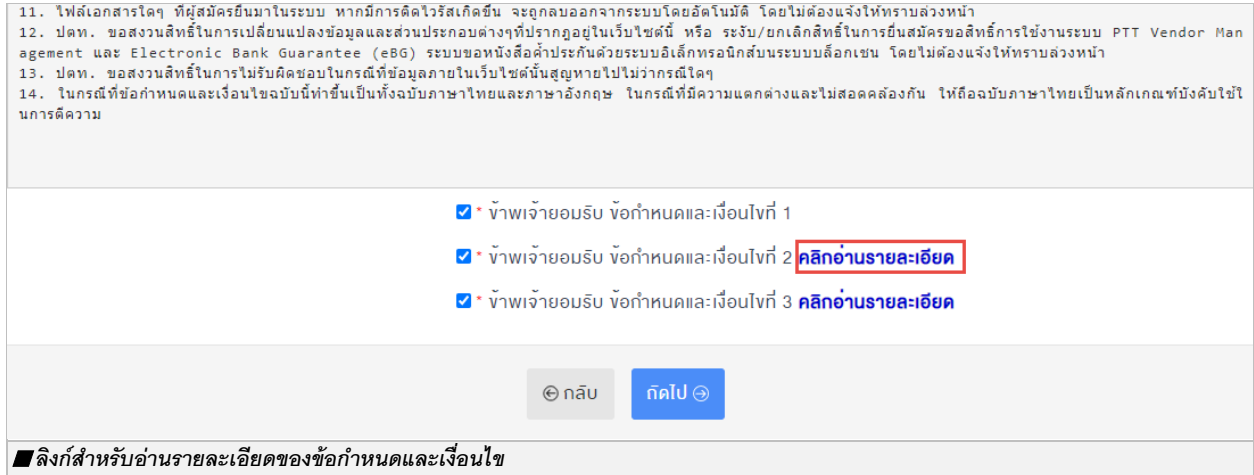 11. ไฟล์เอกสารใดๆ ที่ผู้สมัครยื่นมาในระบบ หากมีการติดไวรัสเกิดขึ้น จะถูกลบออกจากระบบโดยอัตโนมัติ โดยไม่ต้องแจ้งให้ทราบล่วงหน้า
12. ปตท. ขอสงวนสิทธิ์ในการเปลี่ยนแปลงข้อมูลและส่วนประกอบต่างๆที่ปรากฏอยู่ในเว็บไซต์นี้ หรือ ระงับ/ยกเลิกสิทธิ์ในการยื่นสมัครขอสิทธิ์การใช้งานระบบ PTT Vendor Man
agement และ Electronic Bank Guarantee (eBG) ระบบขอหนังสือค้ำประกันด้วยระบบอิเล็กทรอนิกส์บนระบบบล็อกเชน โดยไม่ต้องแจ้งให้ทราบล่วงหน้า
13. ปตท. ขอสงวนสิทธิ์ในการไม่รับผิดชอบในกรณีที่ข้อมูลภายในเว็บไซต์นั้นสูญหายไปไม่ว่ากรณีใดๆ
14. ในกรณีที่ข้อกำหนดและเงื่อนไขฉบับนี้ทำขึ้นเป็นทั้งฉบับภาษาไทยและภาษาอังกฤษ ในกรณีที่มีความแตกต่างและไม่สอดคล้องกัน ให้ถือฉบับภาษาไทยเป็นหลักเกณฑ์บังคับใช้ใ
นการตีความ
* ข้าพเจ้ายอมรับ ข้อกำหนดและเงื่อนไขที่ 1
* ข้าพเจ้ายอมรับ ข้อกำหนดและเงื่อนไขที่ 2 คลิกอ่านรายละเอียด
* ข้าพเจ้ายอมรับ ข้อกำหนดและเงื่อนไขที่ 3 คลิกอ่านรายละเอียด
กลับ ถัดไป
ลิงก์สำหรับอ่านรายละเอียดของข้อกำหนดและเงื่อนไข